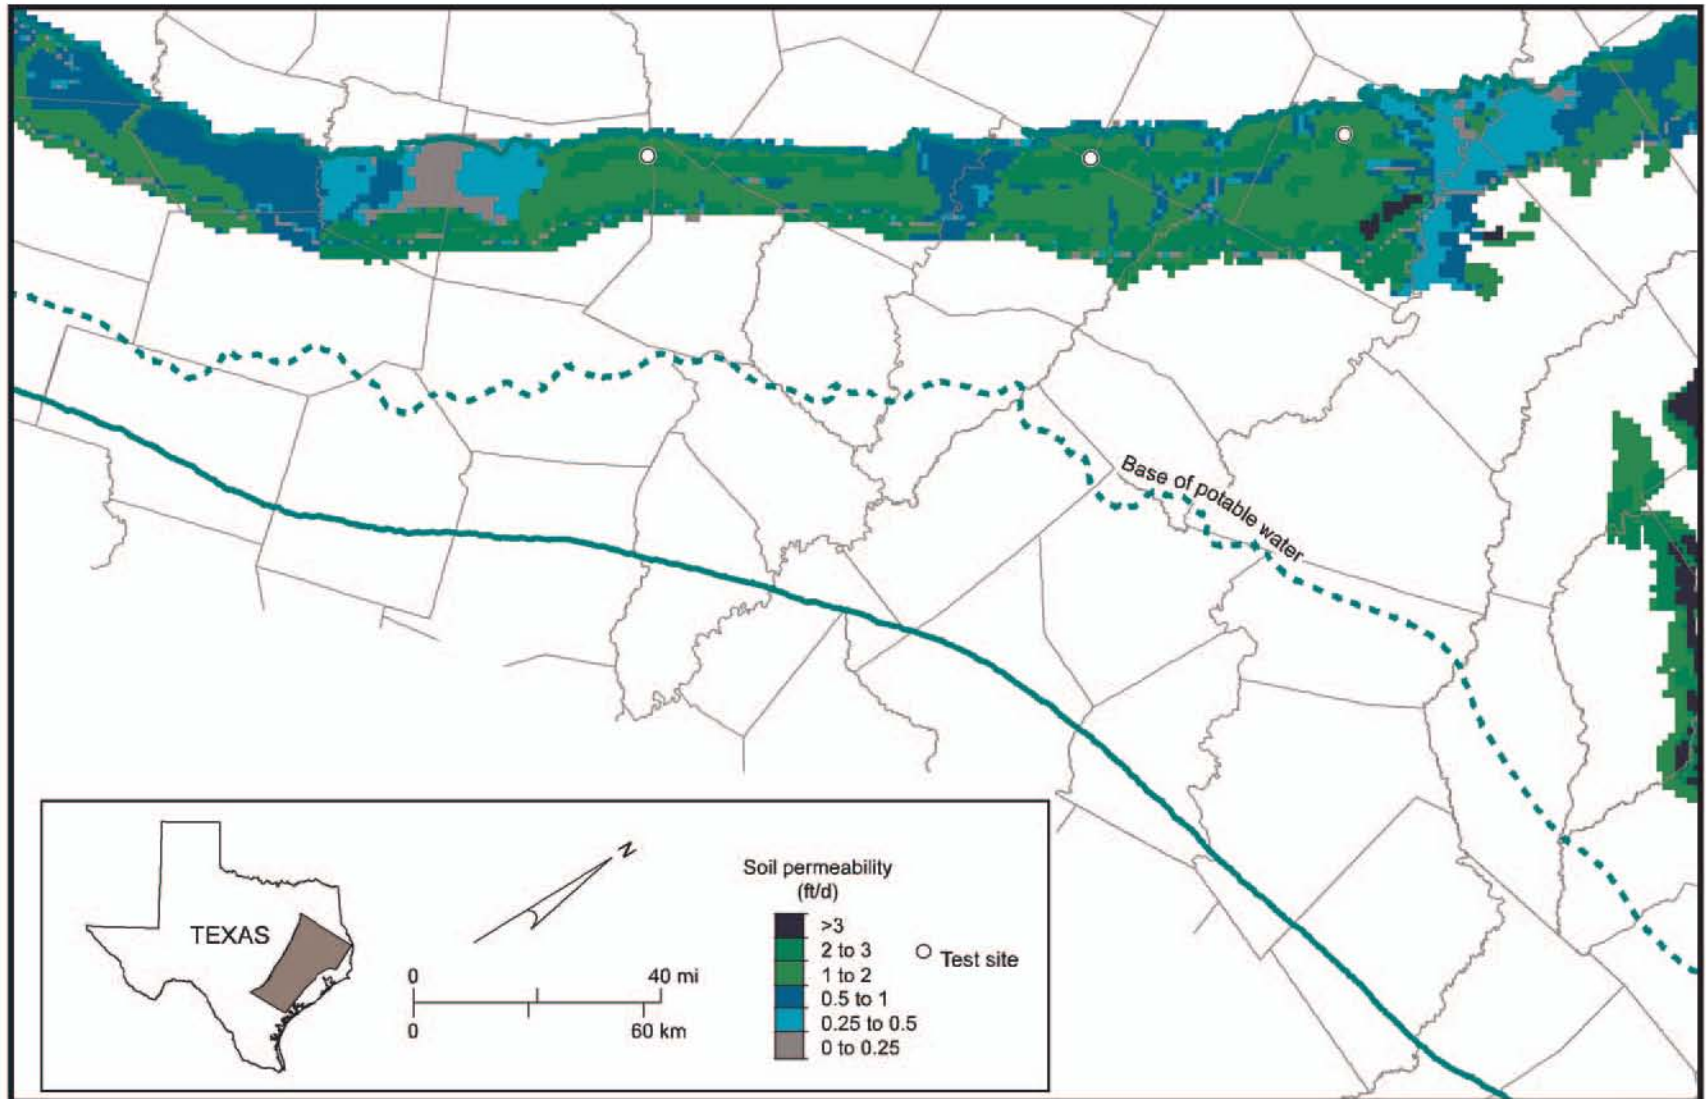 Base of potable water
TEXAS
N
0
40 mi
0
60 km
Soil permeability
(ft/d)
>3
2 to 3
1 to 2
0.5 to 1
0.25 to 0.5
0 to 0.25
Test site